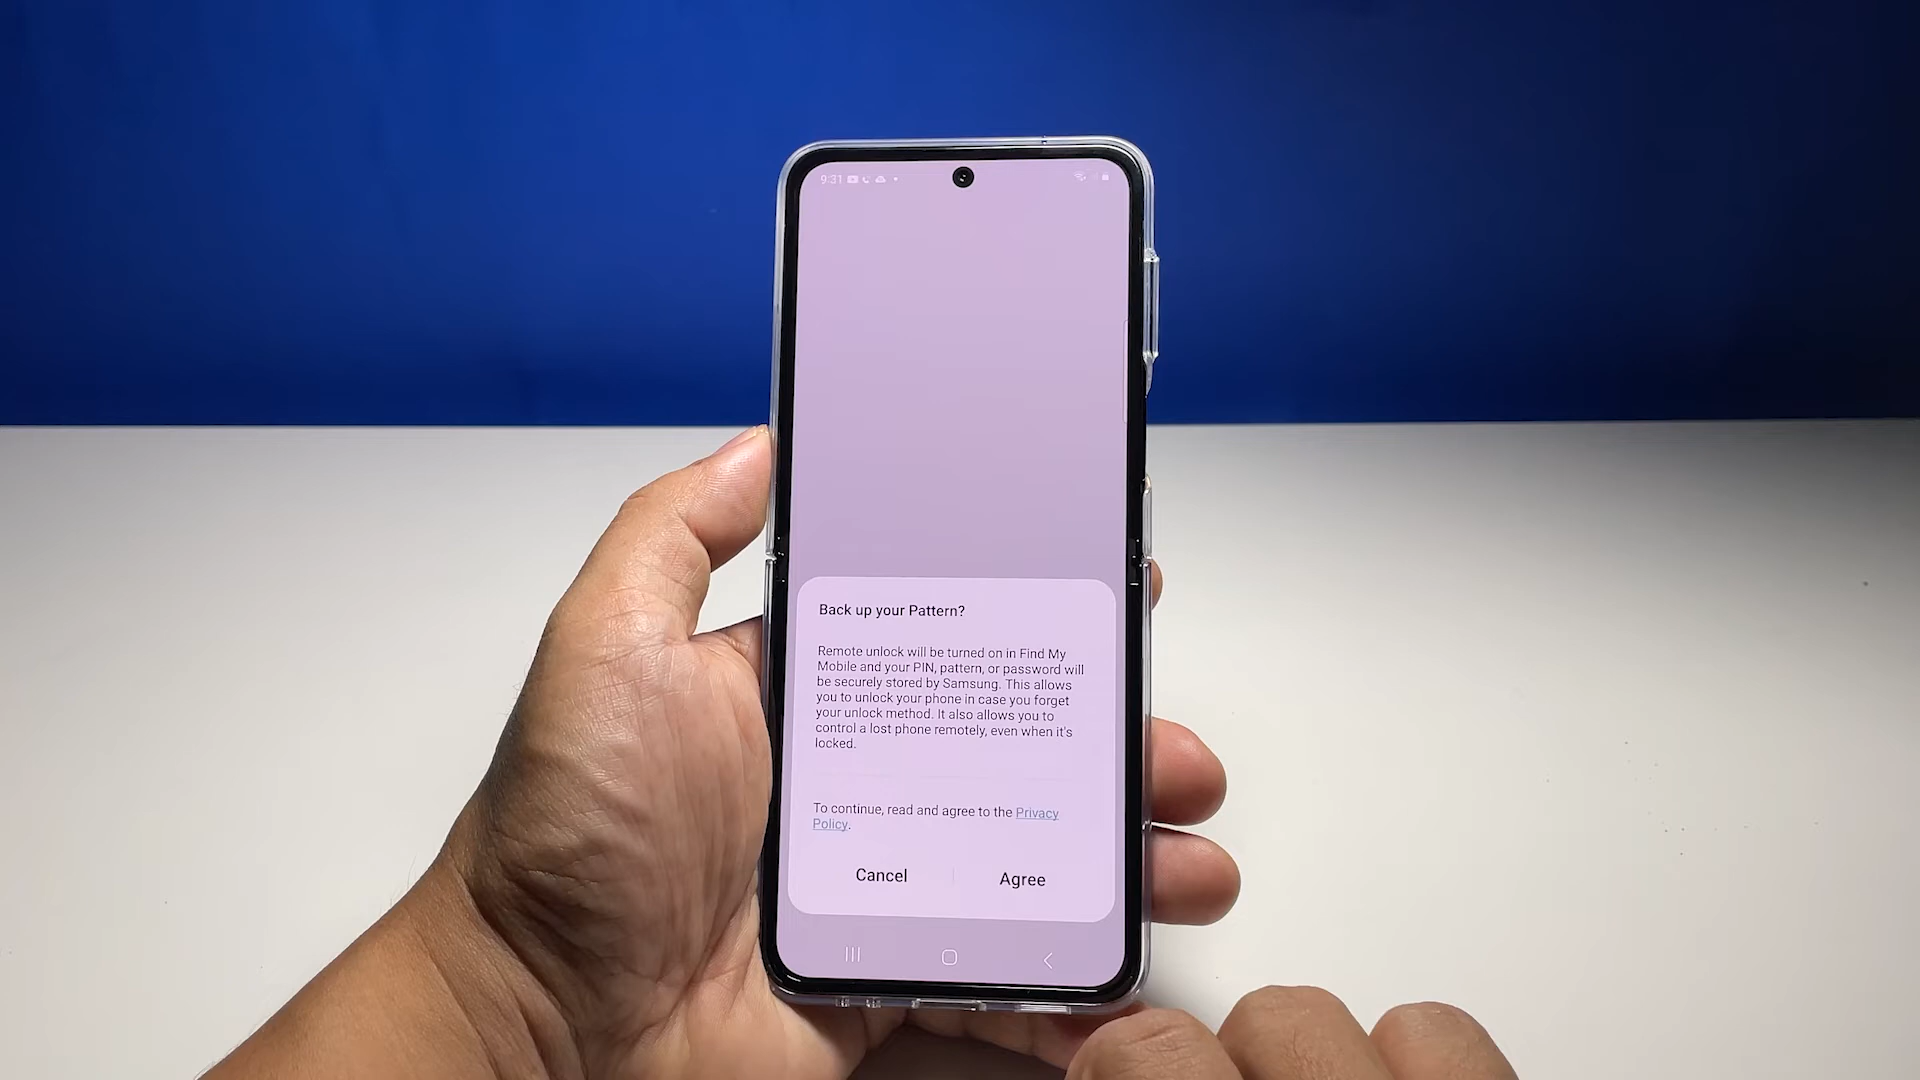 9:31
Back up your Pattern?
Remote unlock will be turned on in Find My
Mobile and your PIN, pattern, or password will
be securely stored by Samsung. This allows
you to unlock your phone in case you forget
your unlock method. It also allows you to
control a lost phone remotely, even when it's
locked.
To continue, read and agree to the Privacy
Policy.
Cancel
Agree